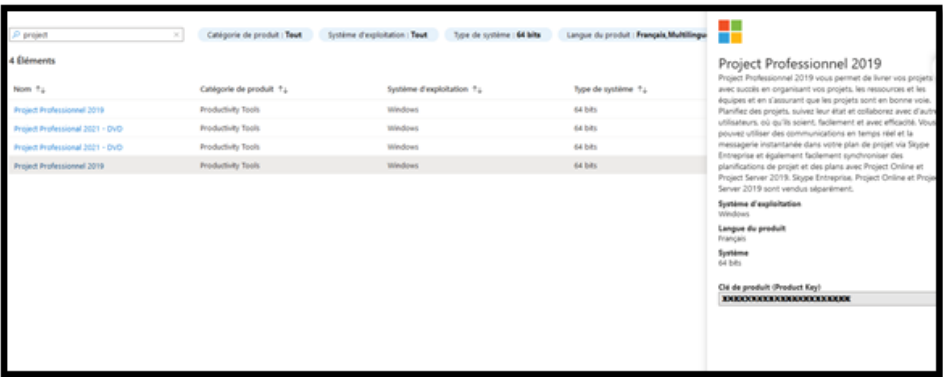 project
Catégorie de produit : Tout
Système d'exploitation : Tout
Type de système : 64 bits
Langue du produit : Français,Multilingu
4 Éléments
Nom ↑↓ Catégorie de produit ↑↓ Système d'exploitation ↑↓ Type de système ↑↓
Project Professionnel 2019 Productivity Tools Windows 64 bits
Project Professional 2021 - DVD Productivity Tools Windows 64 bits
Project Professional 2021 - DVD Productivity Tools Windows 64 bits
Project Professionnel 2019 Productivity Tools Windows 64 bits
Project Professionnel 2019
Project Professionnel 2019 vous permet de livrer vos projets
avec succès en organisant vos projets, les ressources et les
équipes et en s'assurant que les projets sont en bonne voie.
Planifiez des projets, suivez leur état et collaborez avec d'autre
utilisateurs, où qu'ils soient, facilement et avec efficacité. Vous
pouvez utiliser des communications en temps réel et la
messagerie instantanée dans votre plan de projet via Skype
Entreprise et également facilement synchroniser des
planifications de projet et des plans avec Project Online et
Project Server 2019. Skype Entreprise, Project Online et Proje
Server 2019 sont vendus séparément.
Système d'exploitation
Windows
Langue du produit
Français
Système
64 bits
Clé de produit (Product Key)